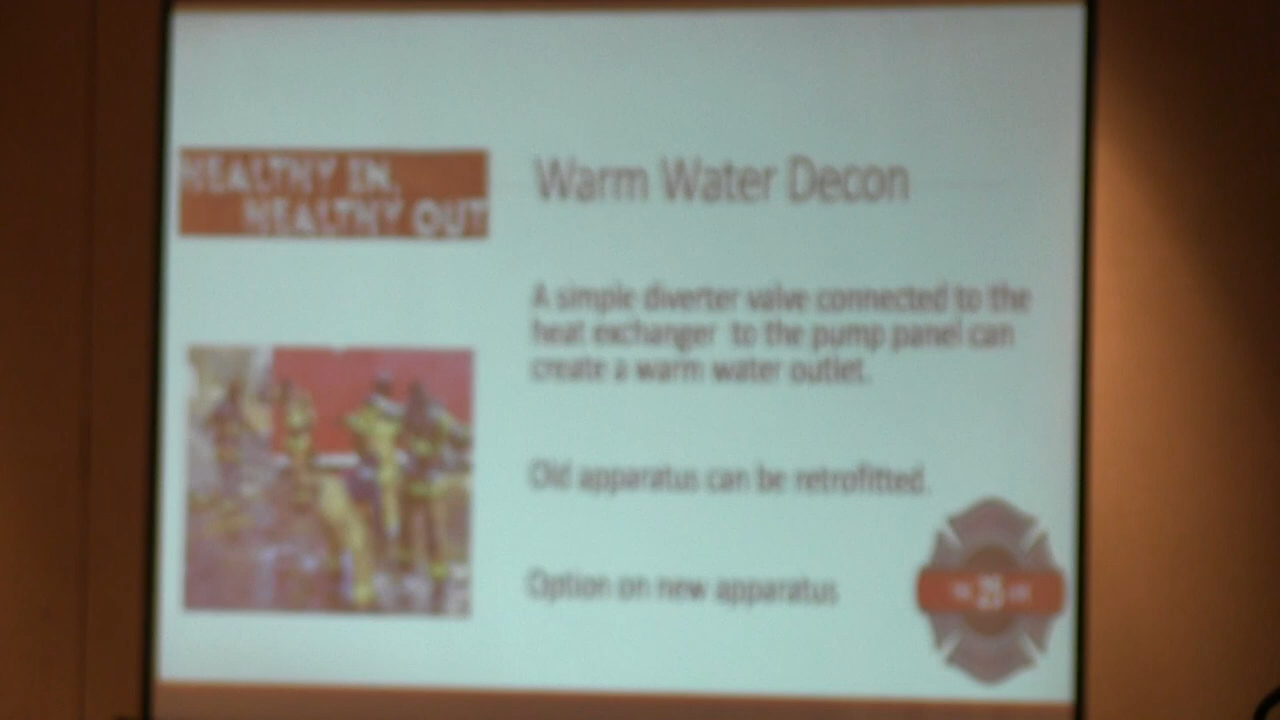 HEALTHY IN,
HEALTHY OUT
Warm Water Decon
A simple diverter valve connected to the
heat exchanger to the pump panel can
create a warm water outlet.
Old apparatus can be retrofitted.
Option on new apparatus
25